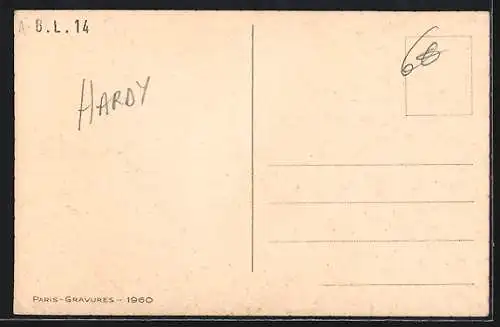 A-B.L.14
HARDY
68
PARIS-GRAVURES - 1960